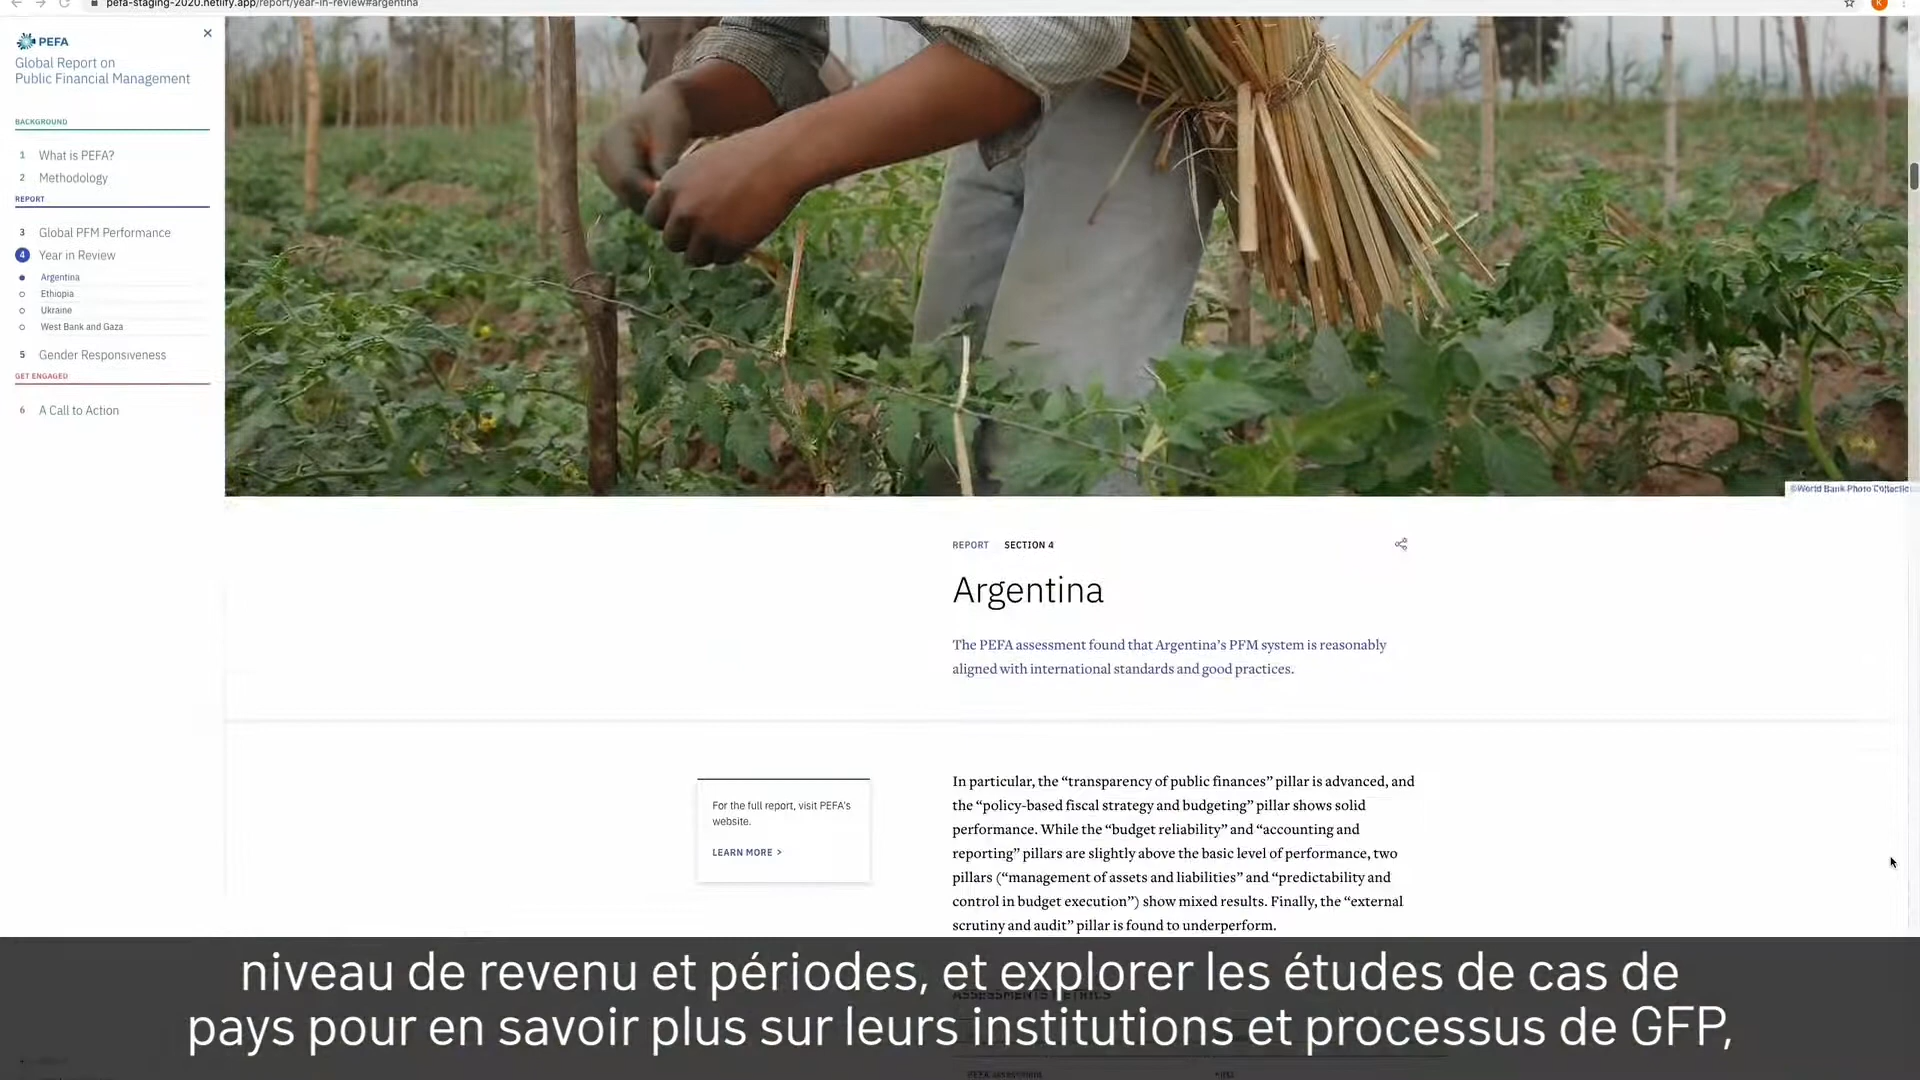 pefa-staging-2020.netlify.app/report/year-in-review#argentina
K
PEFA
Global Report on
Public Financial Management
BACKGROUND
1 What is PEFA?
2 Methodology
REPORT
3 Global PFM Performance
4 Year in Review
Argentina
Ethiopia
Ukraine
West Bank and Gaza
5 Gender Responsiveness
GET ENGAGED
6 A Call to Action
©World Bank Photo Collectio
REPORT SECTION 4
Argentina
The PEFA assessment found that Argentina’s PFM system is reasonably
aligned with international standards and good practices.
For the full report, visit PEFA's
website.
LEARN MORE >
In particular, the “transparency of public finances” pillar is advanced, and
the “policy-based fiscal strategy and budgeting” pillar shows solid
performance. While the “budget reliability” and “accounting and
reporting” pillars are slightly above the basic level of performance, two
pillars (“management of assets and liabilities” and “predictability and
control in budget execution”) show mixed results. Finally, the “external
scrutiny and audit” pillar is found to underperform.
niveau de revenu et périodes, et explorer les études de cas de
pays pour en savoir plus sur leurs institutions et processus de GFP,
PEFA assessment